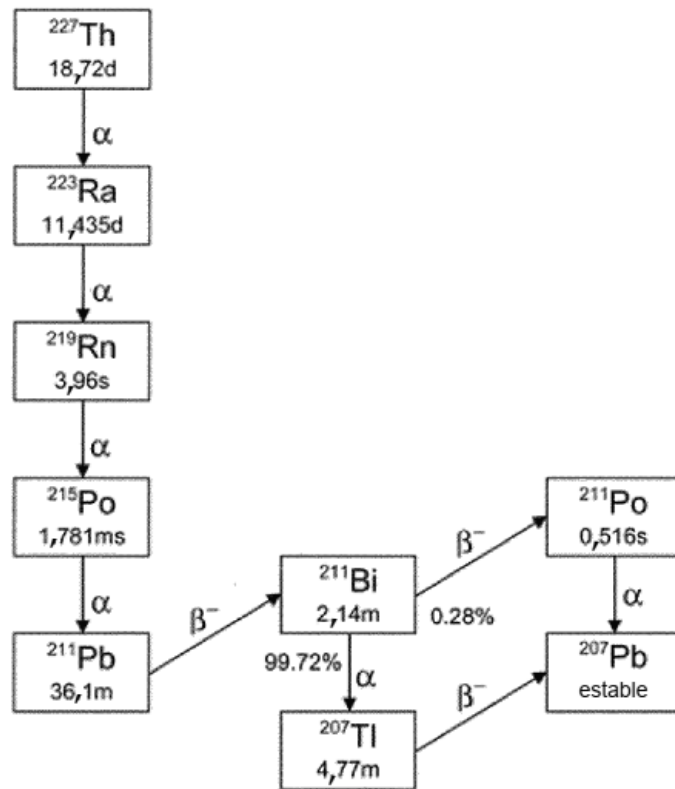 ²²⁷Th
18,72d
α
²²³Ra
11,435d
α
²¹⁹Rn
3,96s
α
²¹⁵Po
1,781ms
α
²¹¹Pb
36,1m
β⁻
²¹¹Bi
2,14m
β⁻
0.28%
99.72%
α
²⁰⁷Tl
4,77m
β⁻
²¹¹Po
0,516s
α
²⁰⁷Pb
estable